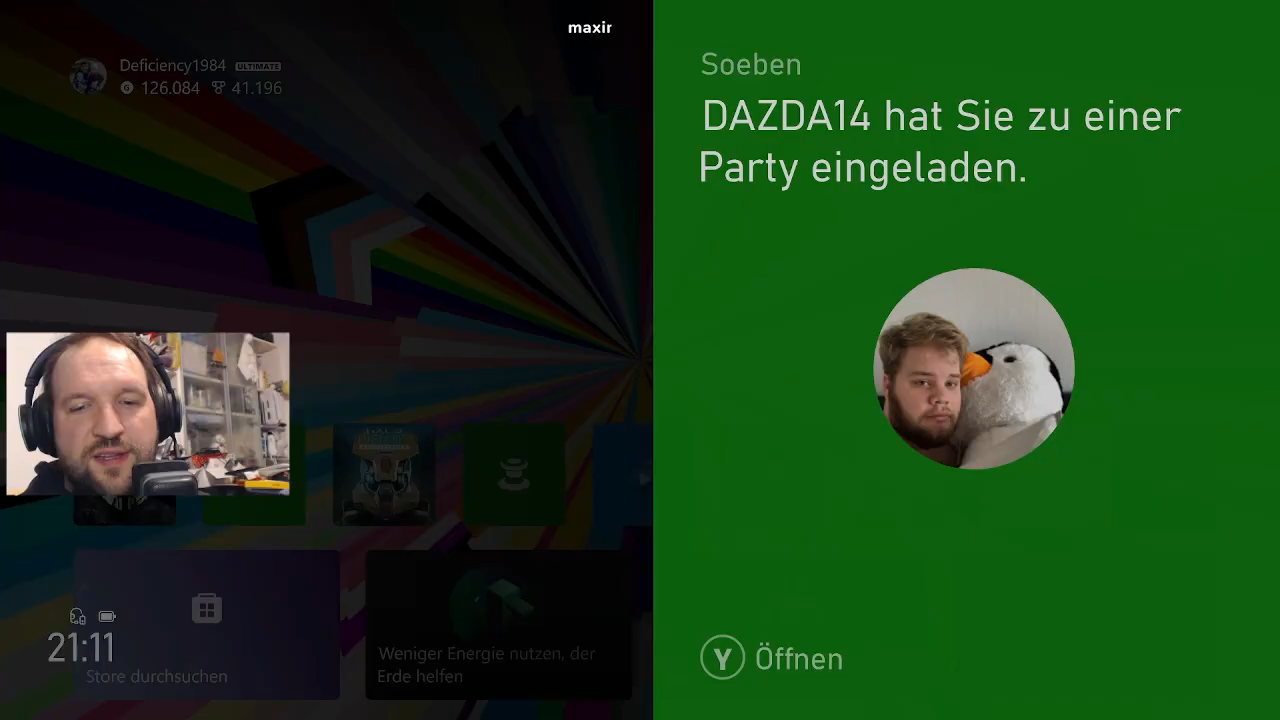 maxir
Deficiency1984 ULTIMATE
126.084 41.196
Soeben
DAZDA14 hat Sie zu einer
Party eingeladen.
21:11
Store durchsuchen
Weniger Energie nutzen, der
Erde helfen
Y Öffnen